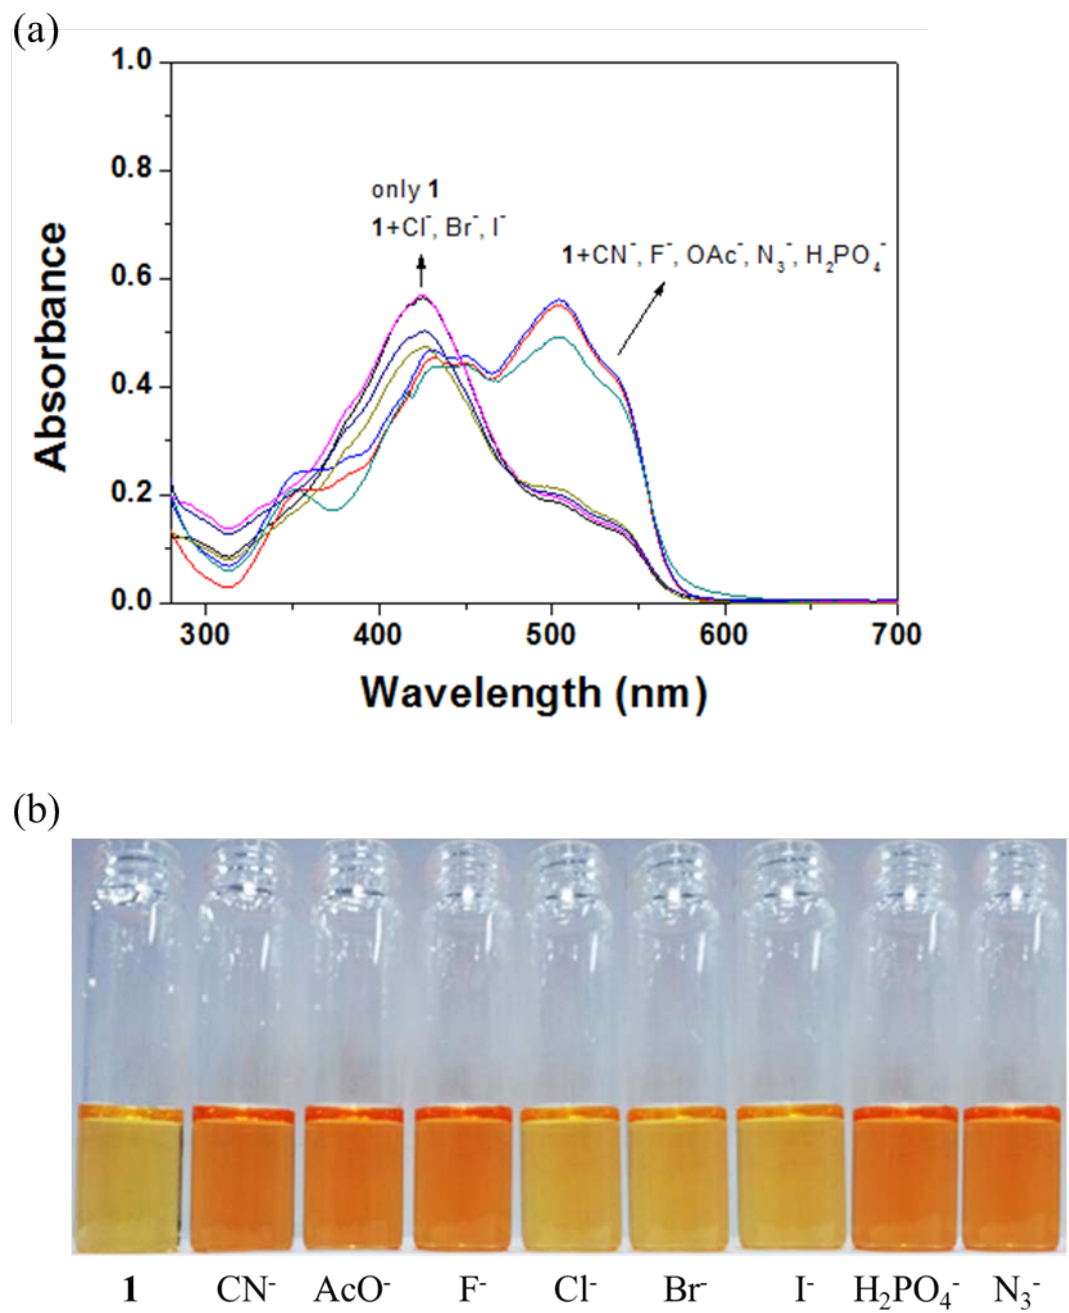 (a)
1.0
0.8
0.6
0.4
0.2
0.0
Absorbance
only 1
1+Cl⁻, Br⁻, I⁻
1+CN⁻, F⁻, OAc⁻, N₃⁻, H₂PO₄⁻
300 400 500 600 700
Wavelength (nm)
(b)
1 CN⁻ AcO⁻ F⁻ Cl⁻ Br⁻ I⁻ H₂PO₄⁻ N₃⁻